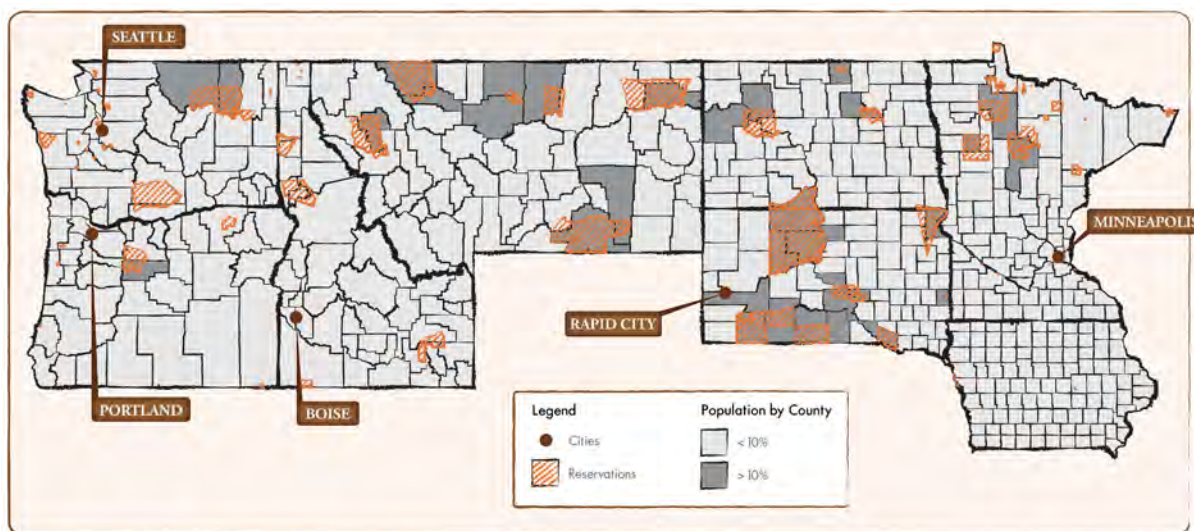 SEATTLE
MINNEAPOLIS
RAPID CITY
PORTLAND
BOISE
Legend
Cities
Reservations
Population by County
< 10%
> 10%